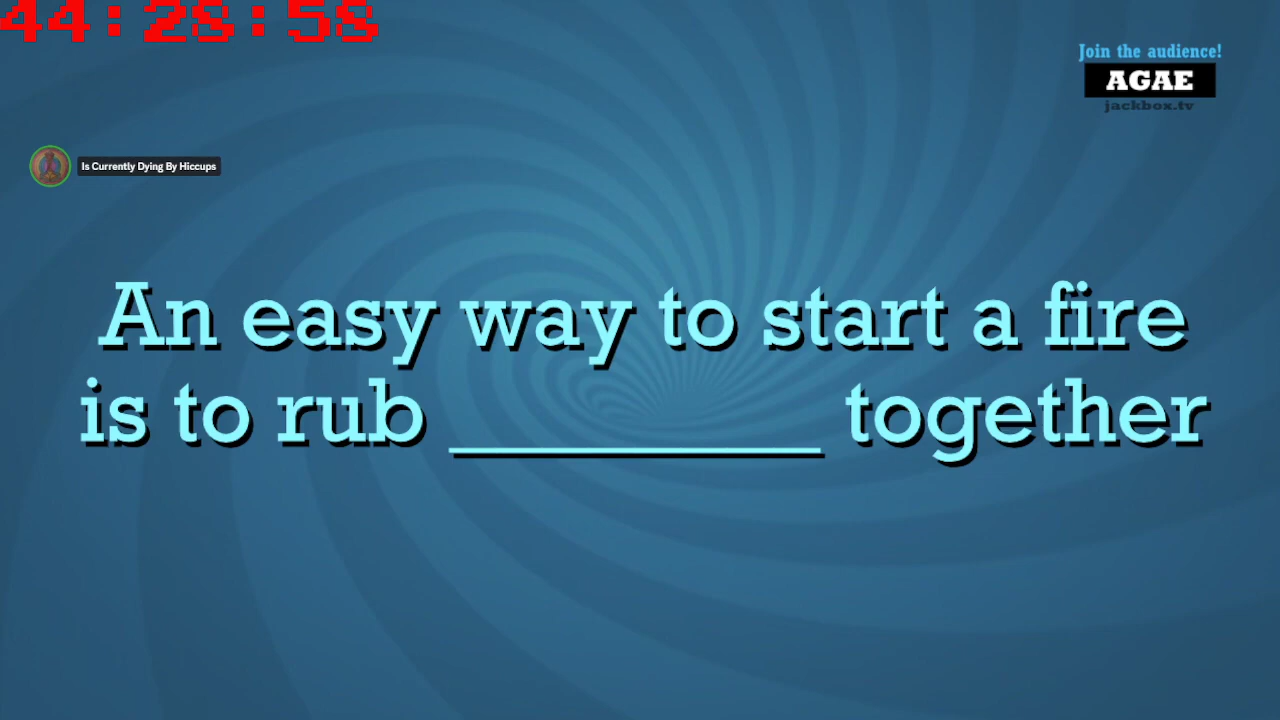 44:28:58
Join the audience!
AGAE
jackbox.tv
Is Currently Dying By Hiccups
An easy way to start a fire
is to rub ________ together